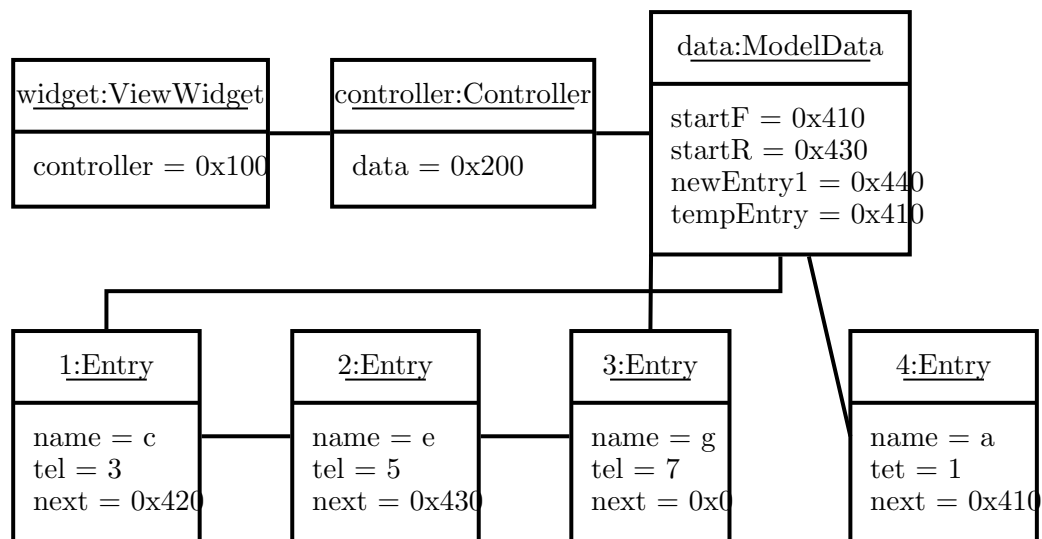 data:ModelData
widget:ViewWidget
controller:Controller
startF = 0x410
startR = 0x430
newEntry1 = 0x440
tempEntry = 0x410
controller = 0x100
data = 0x200
1:Entry
2:Entry
3:Entry
4:Entry
name = c
tel = 3
next = 0x420
name = e
tel = 5
next = 0x430
name = g
tel = 7
next = 0x0
name = a
tet = 1
next = 0x410